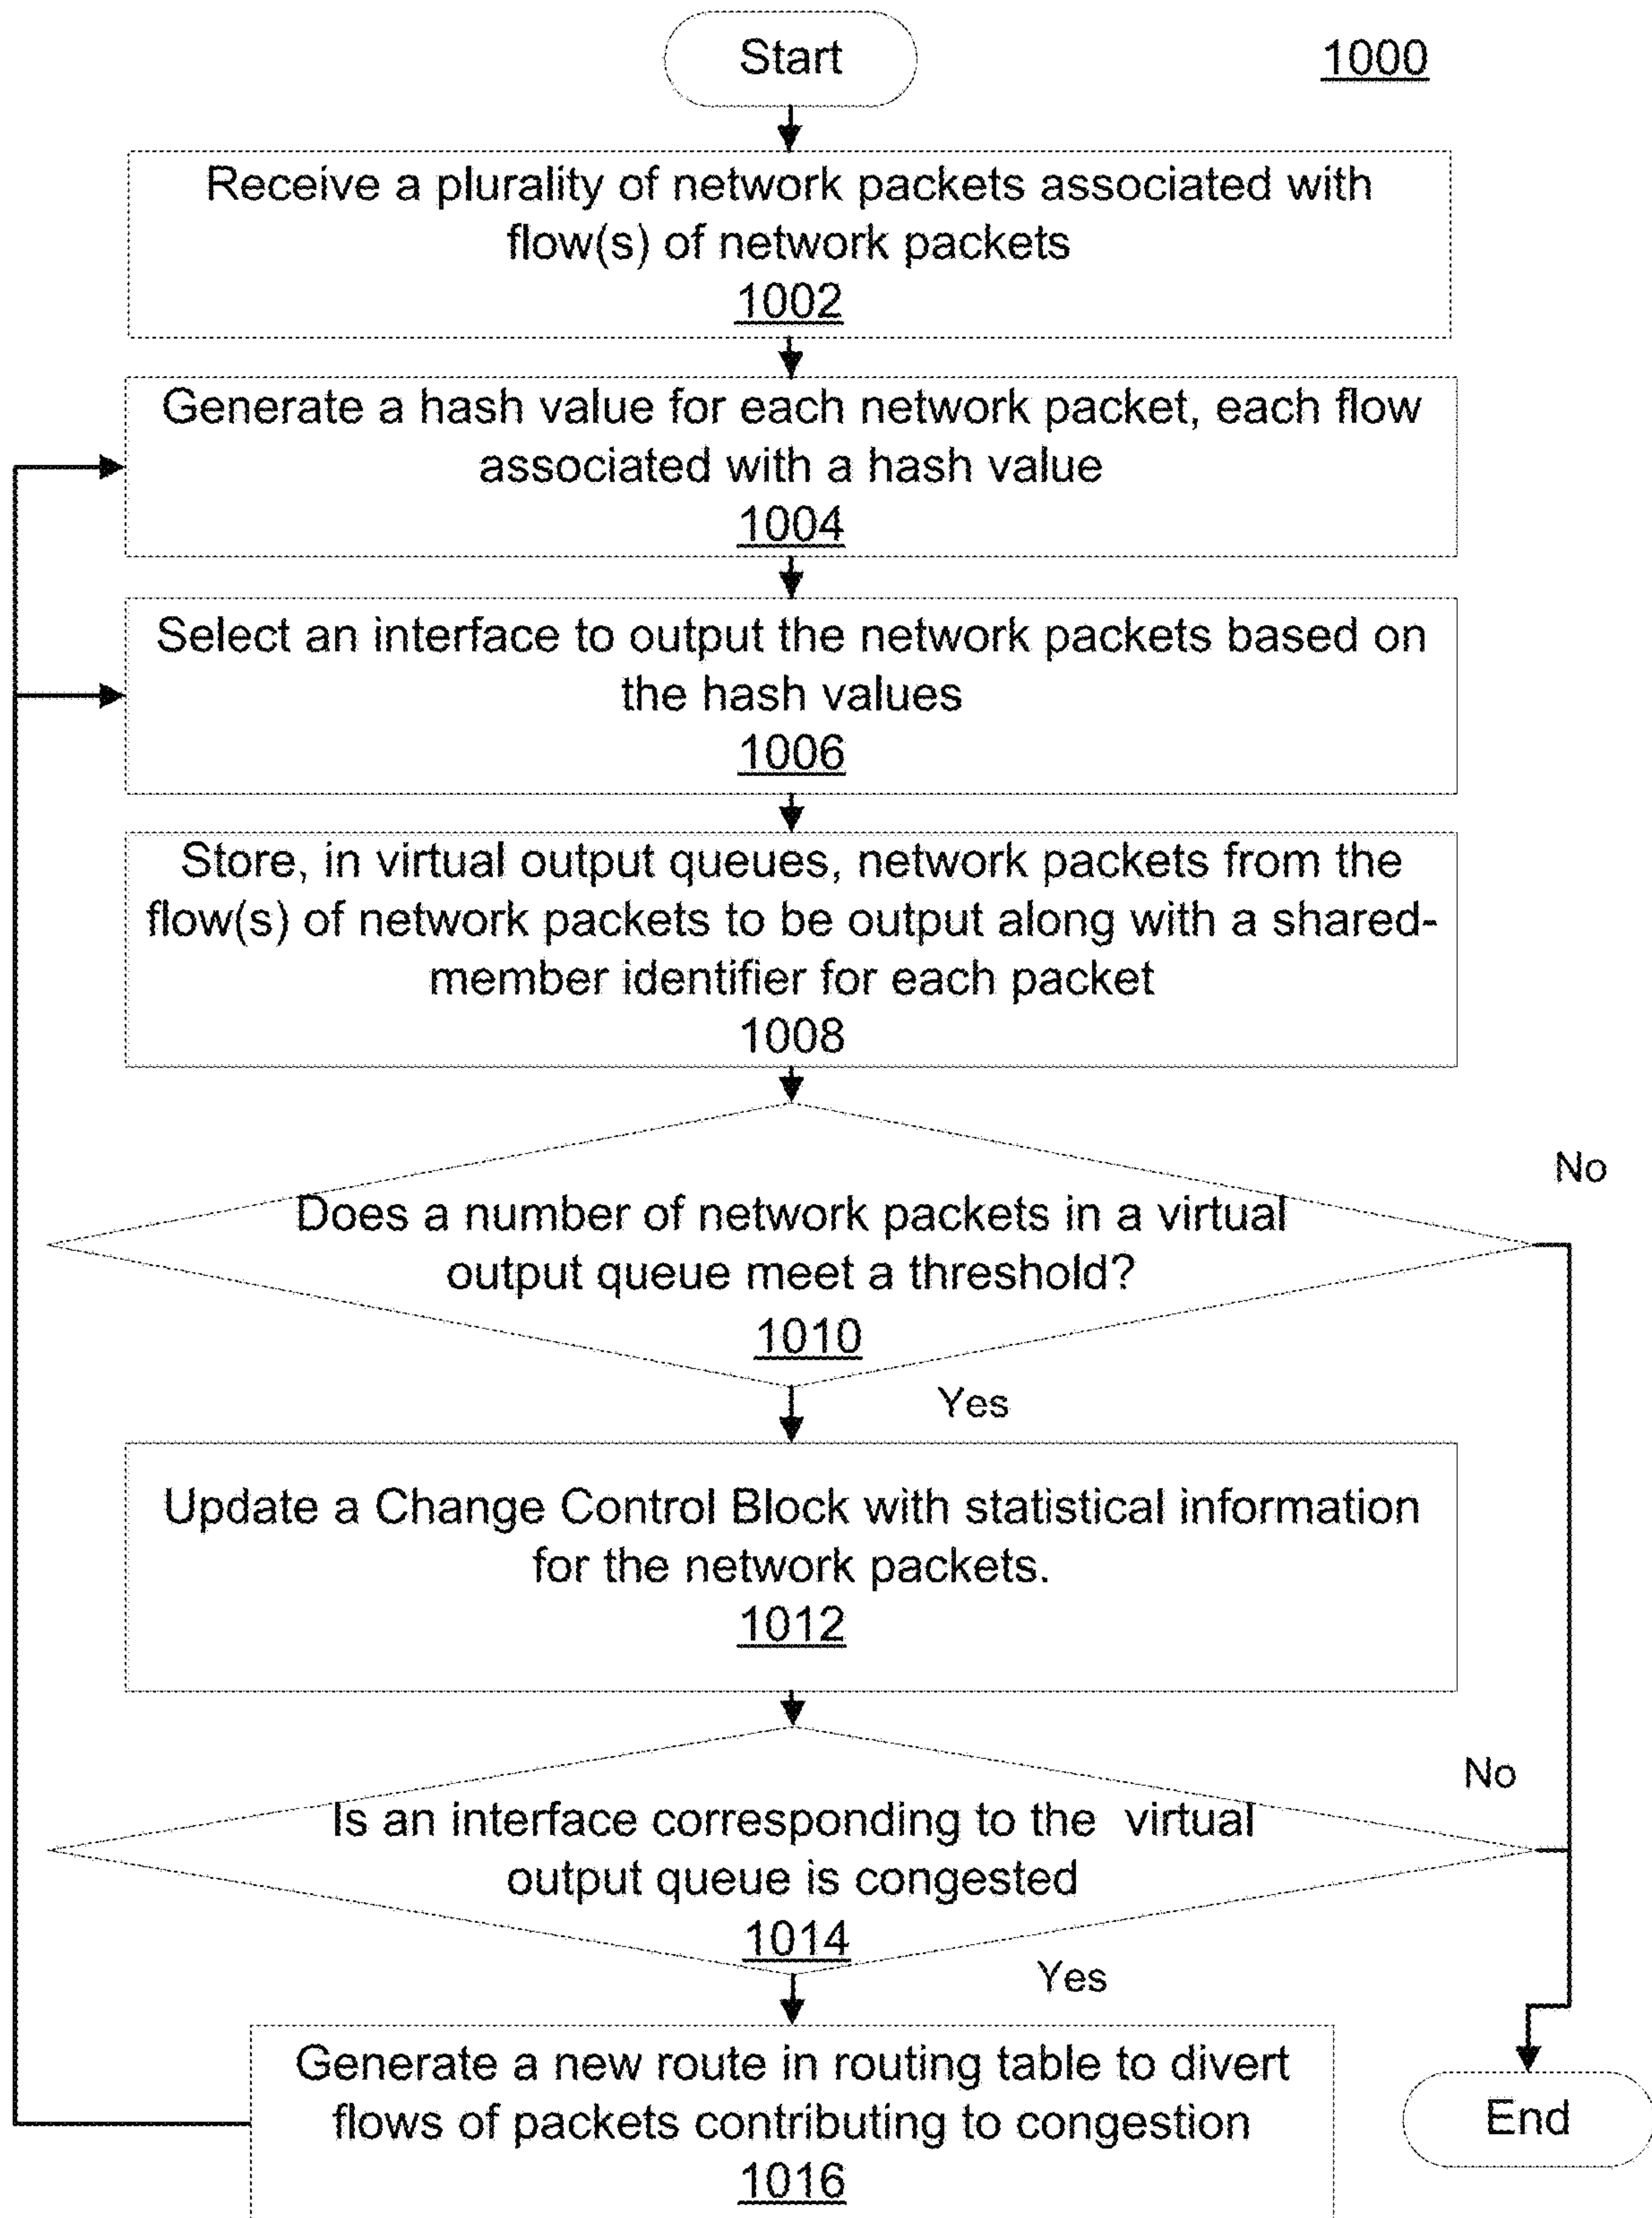 Start
1000
Receive a plurality of network packets associated with
flow(s) of network packets
1002
Generate a hash value for each network packet, each flow
associated with a hash value
1004
Select an interface to output the network packets based on
the hash values
1006
Store, in virtual output queues, network packets from the
flow(s) of network packets to be output along with a shared-
member identifier for each packet
1008
No
Does a number of network packets in a virtual
output queue meet a threshold?
1010
Yes
Update a Change Control Block with statistical information
for the network packets.
1012
No
Is an interface corresponding to the virtual
output queue is congested
1014
Yes
Generate a new route in routing table to divert
flows of packets contributing to congestion
1016
End